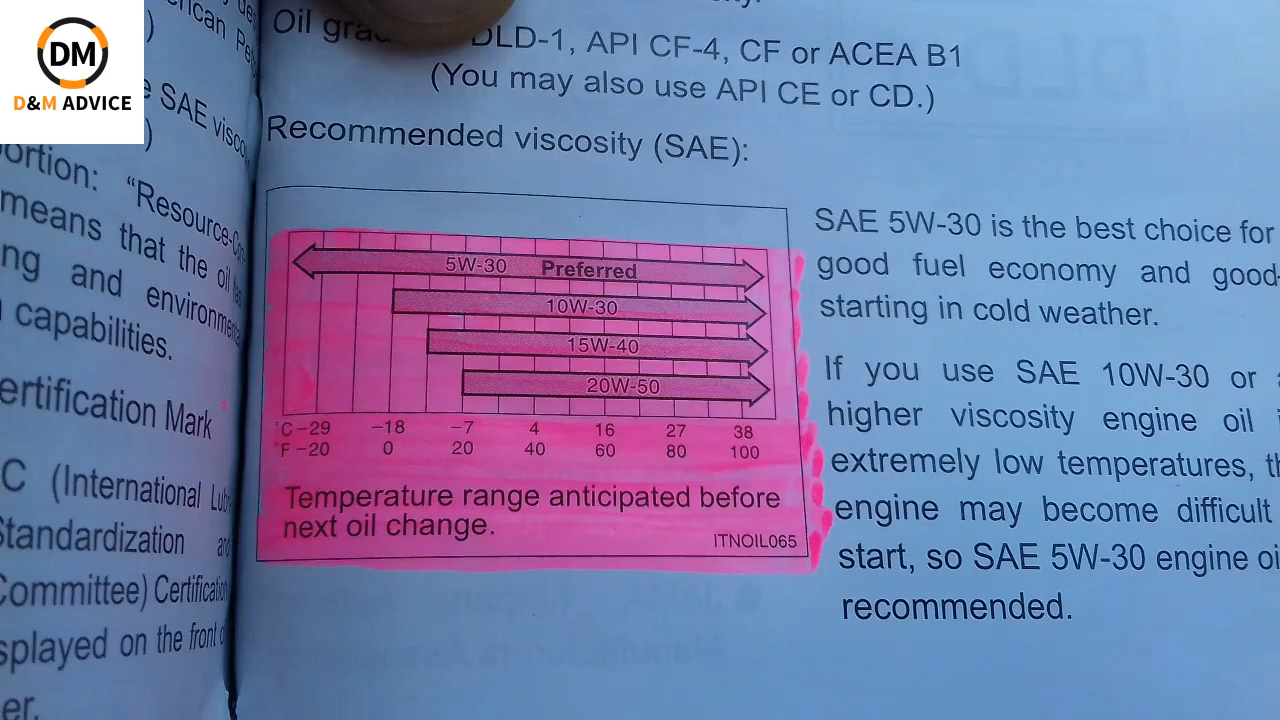 DM
D&M ADVICE
)
e SAE visco
)
ortion: "Resource-Con-
means that the oil has
ng and environmental
capabilities.
ertification Mark
C (International Lub
Standardization and
Committee) Certification
splayed on the front
er.
Oil DLD-1, API CF-4, CF or ACEA B1
(You may also use API CE or CD.)
Recommended viscosity (SAE):
5W-30 Preferred
10W-30
15W-40
20W-50
°C -29 -18 -7 4 16 27 38
°F -20 0 20 40 60 80 100
Temperature range anticipated before
next oil change.
ITNOIL065
SAE 5W-30 is the best choice for
good fuel economy and good
starting in cold weather.
If you use SAE 10W-30 or a
higher viscosity engine oil i
extremely low temperatures, th
engine may become difficult
start, so SAE 5W-30 engine oi
recommended.